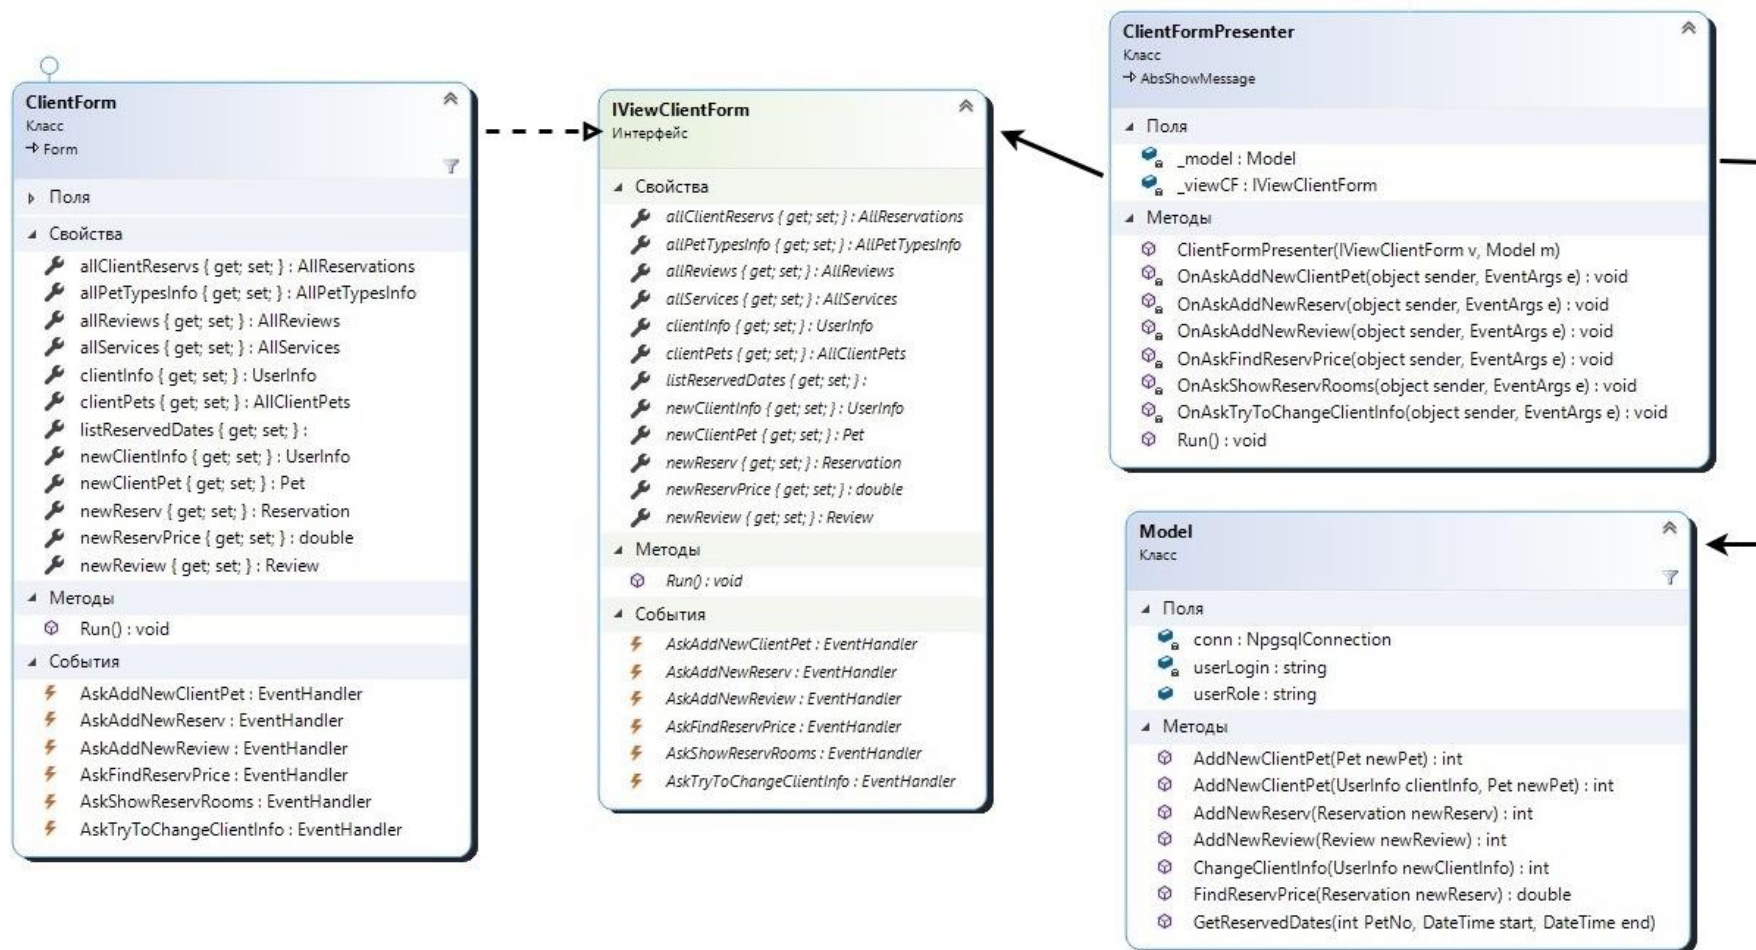 ClientForm
Класс
Form
Поля
Свойства
allClientReservs { get; set; } : AllReservations
allPetTypesInfo { get; set; } : AllPetTypesInfo
allReviews { get; set; } : AllReviews
allServices { get; set; } : AllServices
clientInfo { get; set; } : UserInfo
clientPets { get; set; } : AllClientPets
listReservedDates { get; set; } :
newClientInfo { get; set; } : UserInfo
newClientPet { get; set; } : Pet
newReserv { get; set; } : Reservation
newReservPrice { get; set; } : double
newReview { get; set; } : Review
Методы
Run() : void
События
AskAddNewClientPet : EventHandler
AskAddNewReserv : EventHandler
AskAddNewReview : EventHandler
AskFindReservPrice : EventHandler
AskShowReservRooms : EventHandler
AskTryToChangeClientInfo : EventHandler
IViewClientForm
Интерфейс
Свойства
allClientReservs { get; set; } : AllReservations
allPetTypesInfo { get; set; } : AllPetTypesInfo
allReviews { get; set; } : AllReviews
allServices { get; set; } : AllServices
clientInfo { get; set; } : UserInfo
clientPets { get; set; } : AllClientPets
listReservedDates { get; set; } :
newClientInfo { get; set; } : UserInfo
newClientPet { get; set; } : Pet
newReserv { get; set; } : Reservation
newReservPrice { get; set; } : double
newReview { get; set; } : Review
Методы
Run() : void
События
AskAddNewClientPet : EventHandler
AskAddNewReserv : EventHandler
AskAddNewReview : EventHandler
AskFindReservPrice : EventHandler
AskShowReservRooms : EventHandler
AskTryToChangeClientInfo : EventHandler
ClientFormPresenter
Класс
AbsShowMessage
Поля
_model : Model
_viewCF : IViewClientForm
Методы
ClientFormPresenter(IViewClientForm v, Model m)
OnAskAddNewClientPet(object sender, EventArgs e) : void
OnAskAddNewReserv(object sender, EventArgs e) : void
OnAskAddNewReview(object sender, EventArgs e) : void
OnAskFindReservPrice(object sender, EventArgs e) : void
OnAskShowReservRooms(object sender, EventArgs e) : void
OnAskTryToChangeClientInfo(object sender, EventArgs e) : void
Run() : void
Model
Класс
Поля
conn : NpgsqlConnection
userLogin : string
userRole : string
Методы
AddNewClientPet(Pet newPet) : int
AddNewClientPet(UserInfo clientInfo, Pet newPet) : int
AddNewReserv(Reservation newReserv) : int
AddNewReview(Review newReview) : int
ChangeClientInfo(UserInfo newClientInfo) : int
FindReservPrice(Reservation newReserv) : double
GetReservedDates(int PetNo, DateTime start, DateTime end)